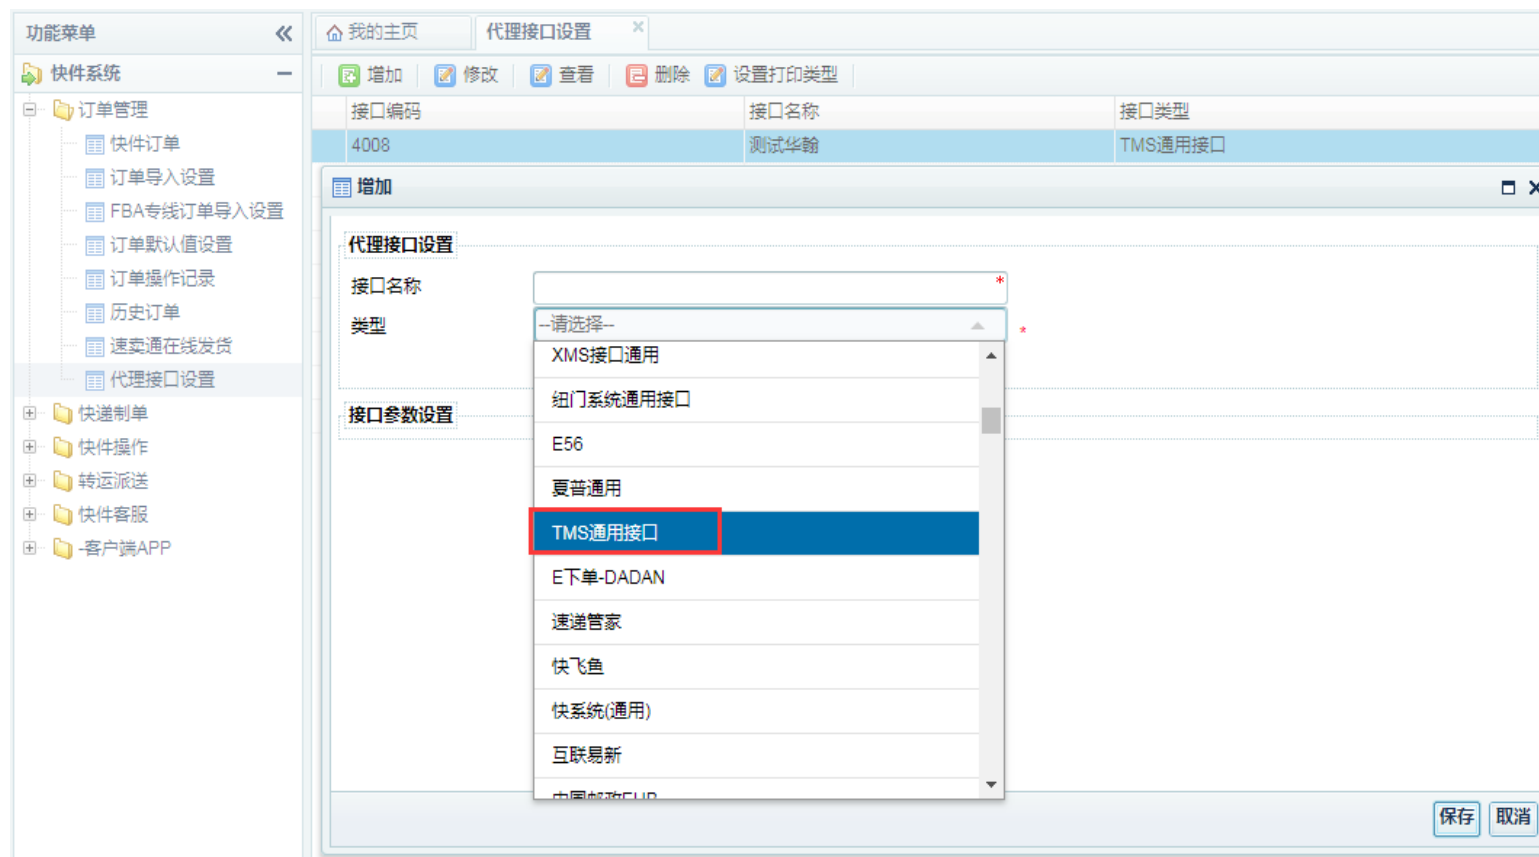 功能菜单
我的主页
代理接口设置
快件系统
增加
修改
查看
删除
设置打印类型
订单管理
接口编码
接口名称
接口类型
快件订单
4008
测试华翰
TMS通用接口
订单导入设置
增加
FBA专线订单导入设置
订单默认值设置
代理接口设置
订单操作记录
接口名称
*
历史订单
类型
--请选择--
*
速卖通在线发货
XMS接口通用
代理接口设置
纽门系统通用接口
快递制单
接口参数设置
快件操作
E56
转运派送
夏普通用
快件客服
TMS通用接口
-客户端APP
E下单-DADAN
速递管家
快飞鱼
快系统(通用)
互联易新
中国邮政EUB
保存
取消